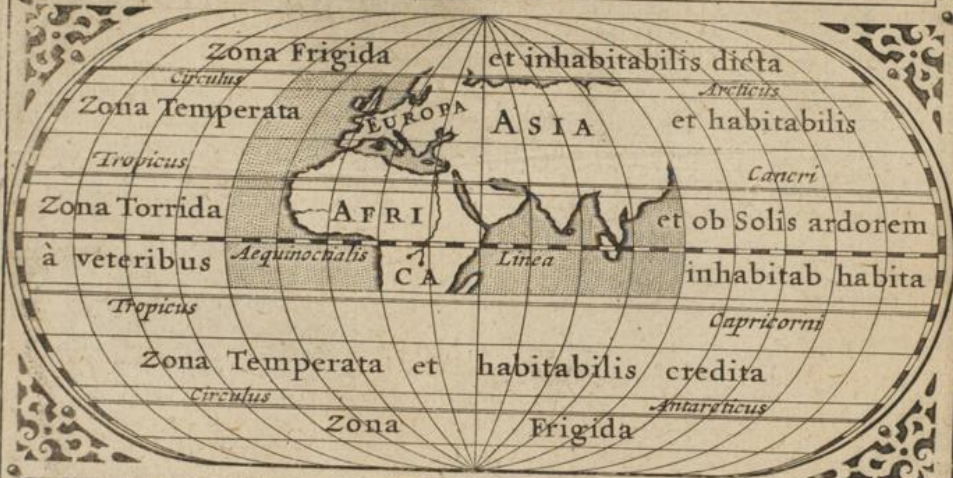 Zona Frigida et inhabitabilis dicta
Circulus Arcticus
Zona Temperata EUROPA ASIA et habitabilis
Tropicus Cancri
Zona Torrida AFRI et ob Solis ardorem
Aequinoctialis Linea
à veteribus CA inhabitab habita
Tropicus Capricorni
Zona Temperata et habitabilis credita
Circulus Antarcticus
Zona Frigida